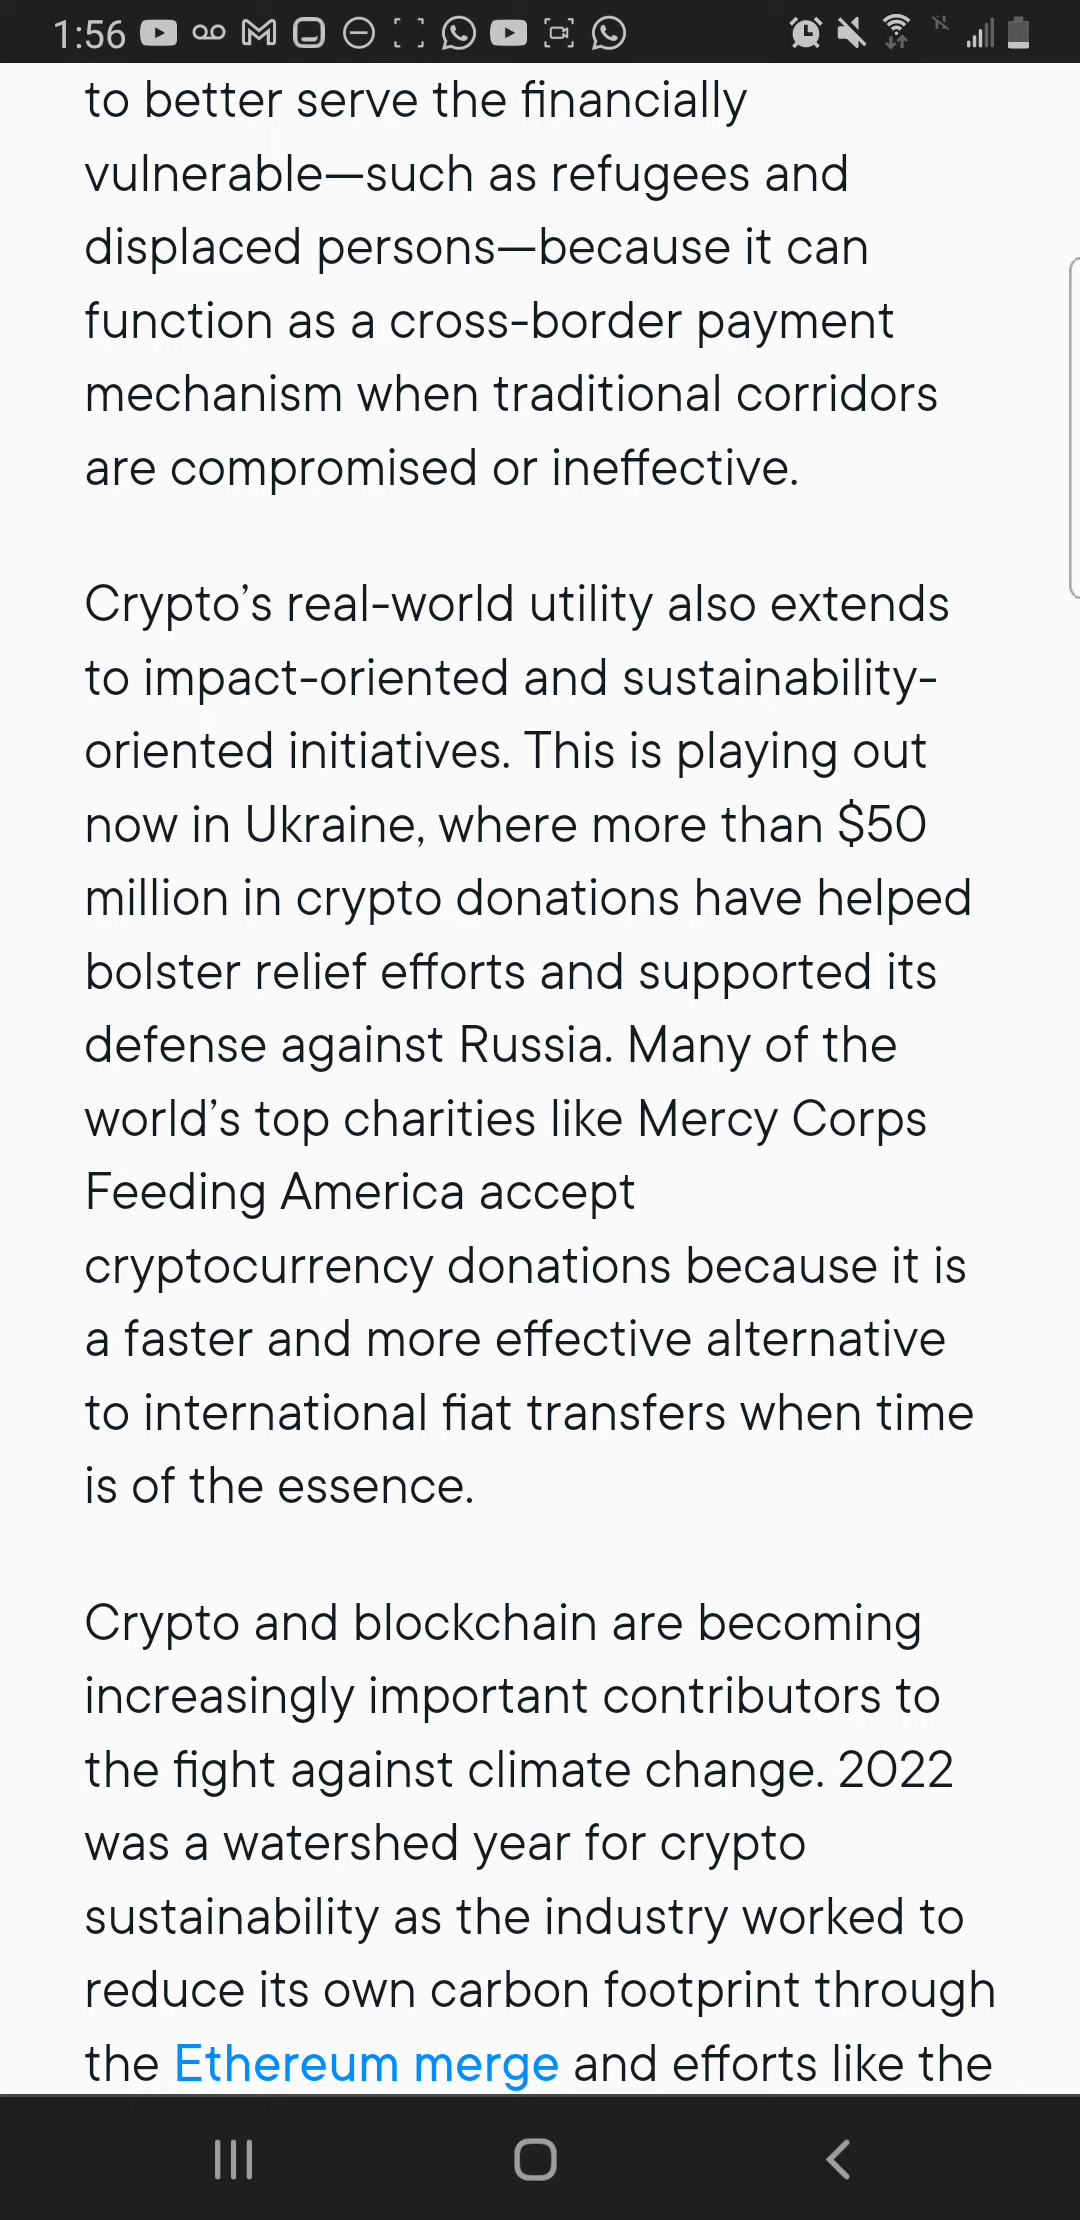 1:56
to better serve the financially
vulnerable—such as refugees and
displaced persons—because it can
function as a cross-border payment
mechanism when traditional corridors
are compromised or ineffective.
Crypto’s real-world utility also extends
to impact-oriented and sustainability-
oriented initiatives. This is playing out
now in Ukraine, where more than $50
million in crypto donations have helped
bolster relief efforts and supported its
defense against Russia. Many of the
world’s top charities like Mercy Corps
Feeding America accept
cryptocurrency donations because it is
a faster and more effective alternative
to international fiat transfers when time
is of the essence.
Crypto and blockchain are becoming
increasingly important contributors to
the fight against climate change. 2022
was a watershed year for crypto
sustainability as the industry worked to
reduce its own carbon footprint through
the Ethereum merge and efforts like the